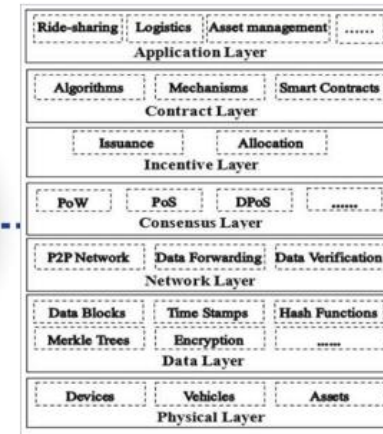 Ride-sharing Logistics Asset management ......
Application Layer
Algorithms Mechanisms Smart Contracts
Contract Layer
Issuance Allocation
Incentive Layer
PoW PoS DPoS ......
Consensus Layer
P2P Network Data Forwarding Data Verification
Network Layer
Data Blocks Time Stamps Hash Functions
Merkle Trees Encryption ......
Data Layer
Devices Vehicles Assets
Physical Layer